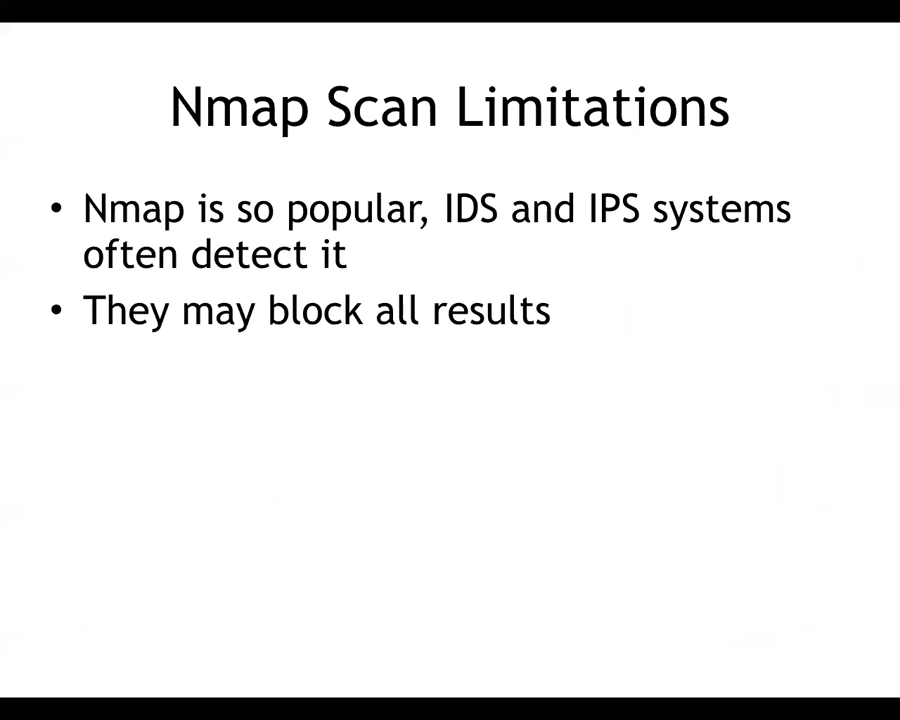 Nmap Scan Limitations
• Nmap is so popular, IDS and IPS systems
often detect it
• They may block all results